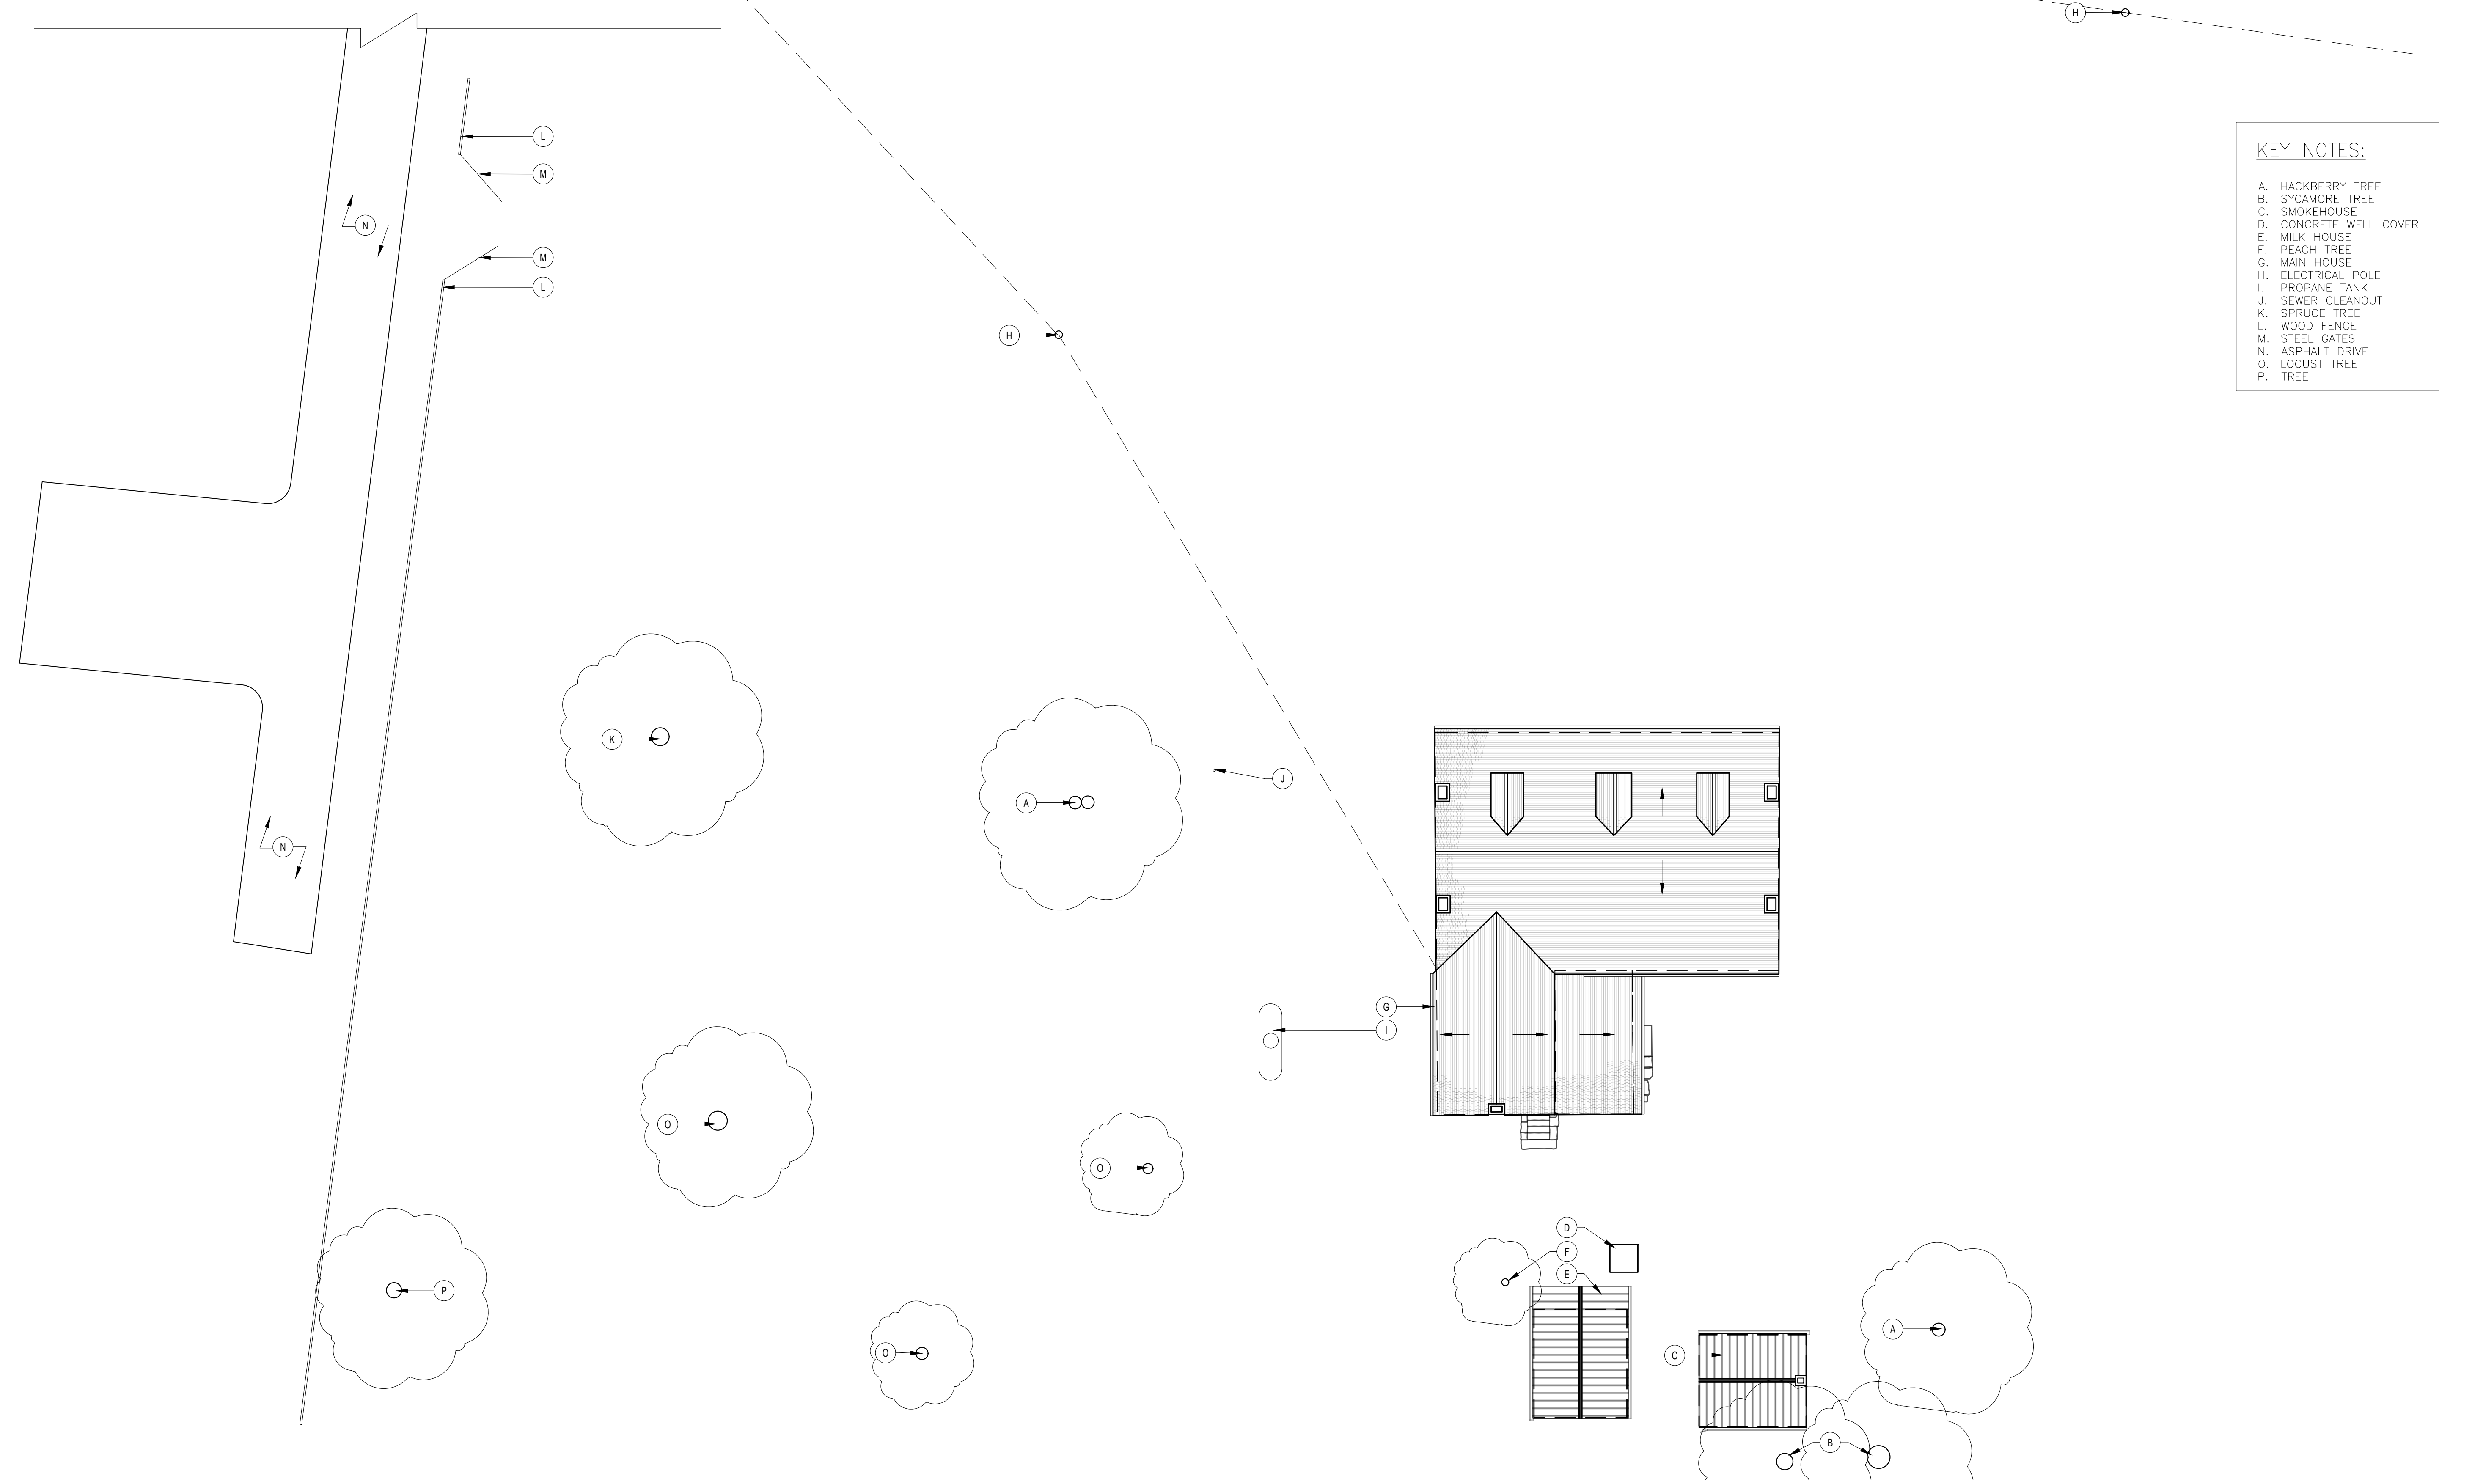 H
L
M
N
M
L
H
KEY NOTES:
A. HACKBERRY TREE
B. SYCAMORE TREE
C. SMOKEHOUSE
D. CONCRETE WELL COVER
E. MILK HOUSE
F. PEACH TREE
G. MAIN HOUSE
H. ELECTRICAL POLE
I. PROPANE TANK
J. SEWER CLEANOUT
K. SPRUCE TREE
L. WOOD FENCE
M. STEEL GATES
N. ASPHALT DRIVE
O. LOCUST TREE
P. TREE
K
J
A
N
G
I
O
O
D
F
E
P
A
O
C
B